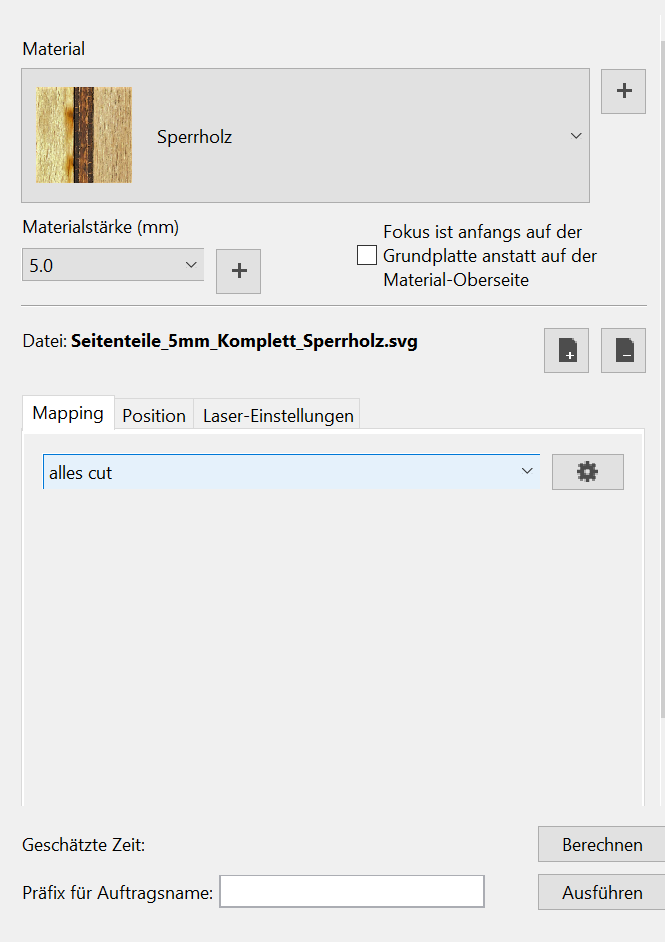 Material
Sperrholz
Materialstärke (mm)
5.0
Fokus ist anfangs auf der
Grundplatte anstatt auf der
Material-Oberseite
Datei: Seitenteile_5mm_Komplett_Sperrholz.svg
Mapping Position Laser-Einstellungen
alles cut
Geschätzte Zeit:
Berechnen
Präfix für Auftragsname:
Ausführen